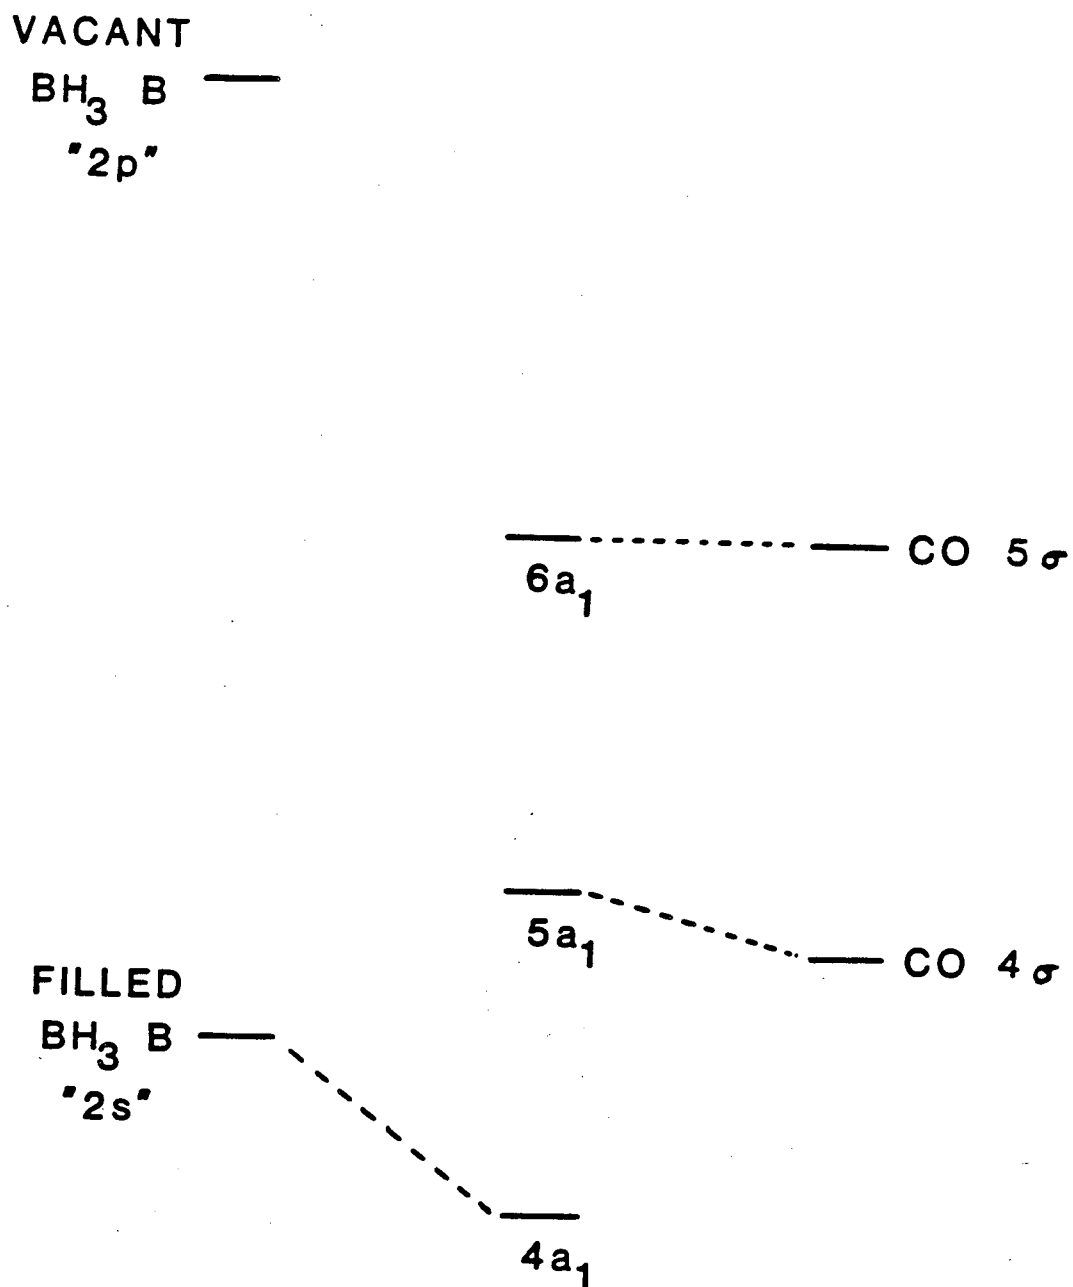 VACANT
BH₃ B
"2p"
6a₁
CO 5σ
5a₁
CO 4σ
FILLED
BH₃ B
"2s"
4a₁